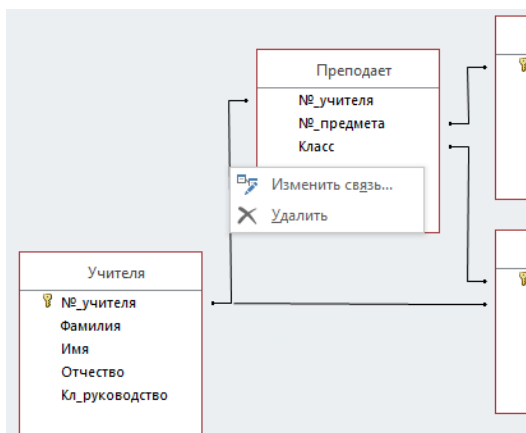 Преподает
№_учителя
№_предмета
Класс
Изменить связь...
Удалить
Учителя
№_учителя
Фамилия
Имя
Отчество
Кл_руководство